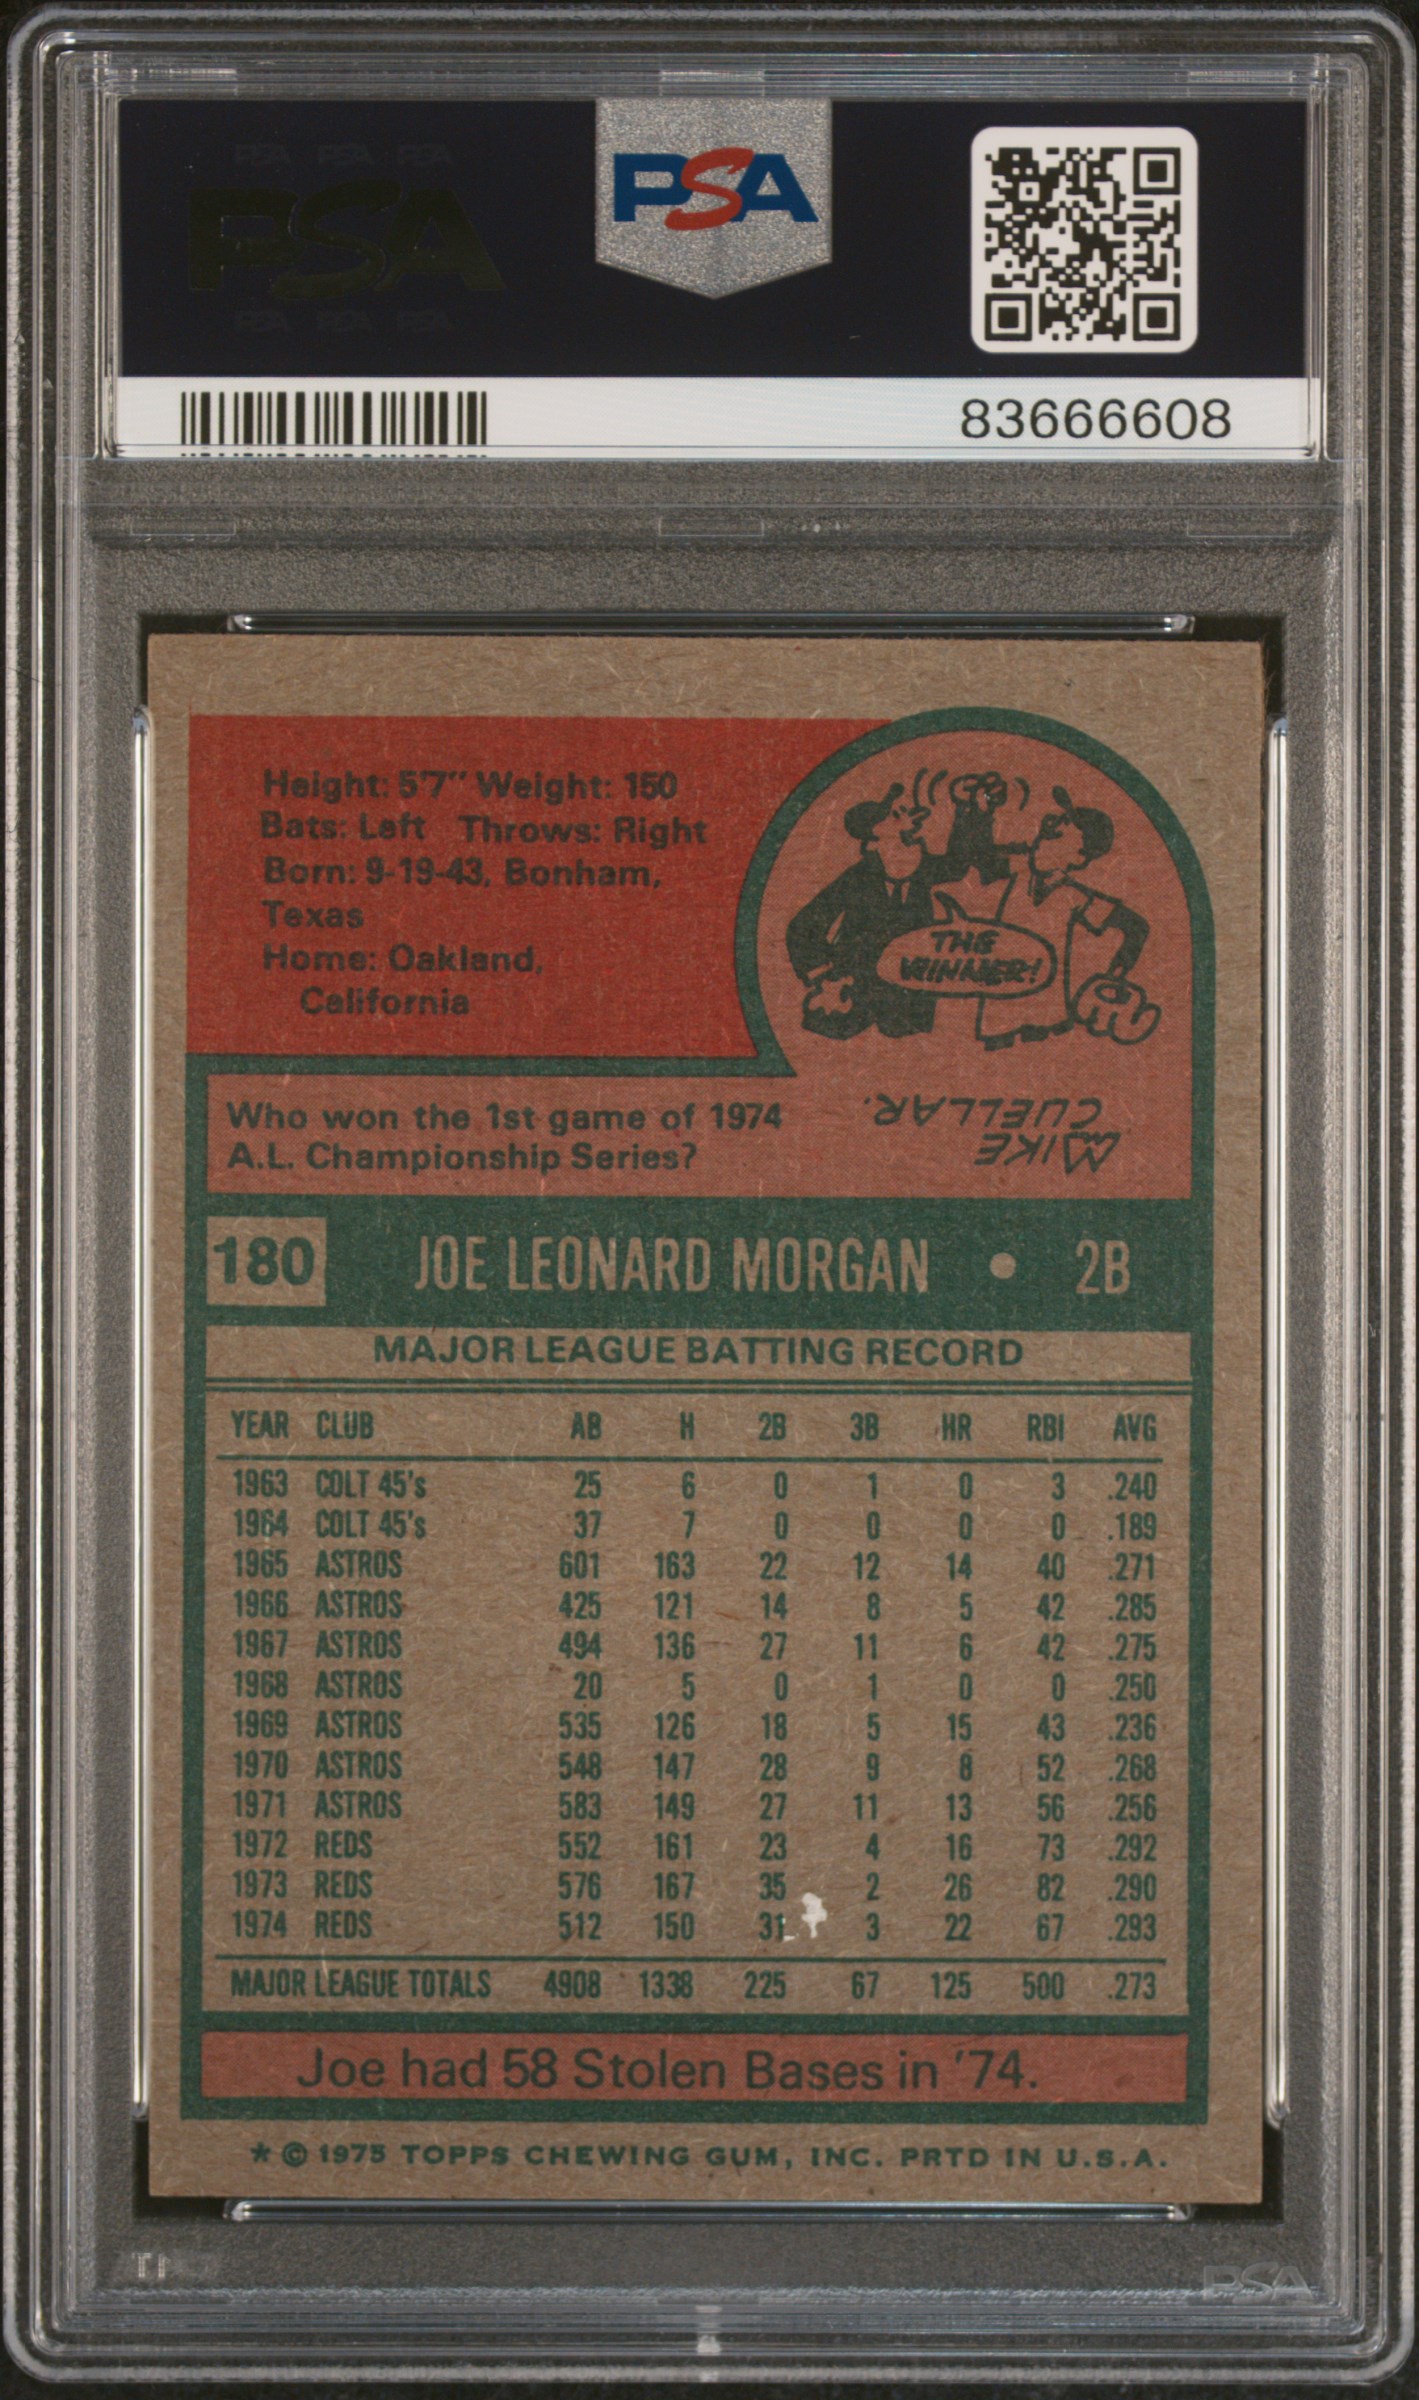 PSA PSA PSA
PSA
PSA PSA PSA
PSA
83666608
Height: 5'7" Weight: 150
Bats: Left Throws: Right
Born: 9-19-43, Bonham,
Texas
Home: Oakland,
California
THE
WINNER!
Who won the 1st game of 1974
A.L. Championship Series?
MIKE
CUELLAR.
180 JOE LEONARD MORGAN • 2B
MAJOR LEAGUE BATTING RECORD
YEAR CLUB AB H 2B 3B HR RBI AVG
1963 COLT 45's 25 6 0 1 0 3 .240
1964 COLT 45's 37 7 0 0 0 0 .189
1965 ASTROS 601 163 22 12 14 40 .271
1966 ASTROS 425 121 14 8 5 42 .285
1967 ASTROS 494 136 27 11 6 42 .275
1968 ASTROS 20 5 0 1 0 0 .250
1969 ASTROS 535 126 18 5 15 43 .236
1970 ASTROS 548 147 28 9 8 52 .268
1971 ASTROS 583 149 27 11 13 56 .256
1972 REDS 552 161 23 4 16 73 .292
1973 REDS 576 167 35 2 26 82 .290
1974 REDS 512 150 31 3 22 67 .293
MAJOR LEAGUE TOTALS 4908 1338 225 67 125 500 .273
Joe had 58 Stolen Bases in '74.
* © 1975 TOPPS CHEWING GUM, INC. PRTD IN U.S.A.
PSA